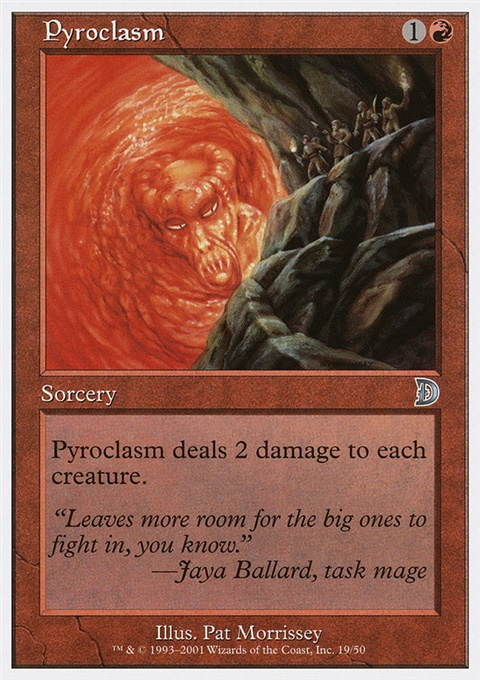 Pyroclasm 1
Sorcery
Pyroclasm deals 2 damage to each
creature.
“Leaves more room for the big ones to
fight in, you know.”
—Jaya Ballard, task mage
Illus. Pat Morrissey
™ & © 1993–2001 Wizards of the Coast, Inc. 19/50